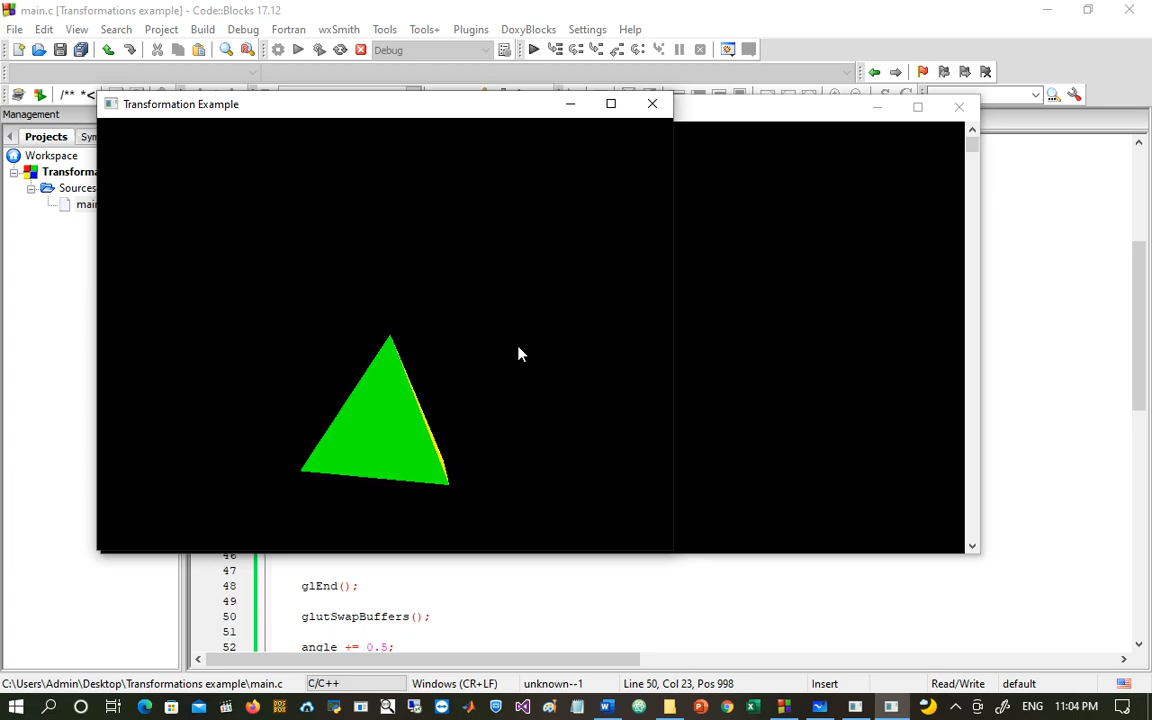 main.c [Transformations example] - Code::Blocks 17.12
File Edit View Search Project Build Debug Fortran wxSmith Tools Tools+ Plugins DoxyBlocks Settings Help
Debug
/** *<
Transformation Example
Management
Projects Sym
Workspace
Transforma
Sources
mai
46
47
48 glEnd();
49
50 glutSwapBuffers();
51
52 angle += 0.5;
C:\Users\Admin\Desktop\Transformations example\main.c C/C++ Windows (CR+LF) unknown--1 Line 50, Col 23, Pos 998 Insert Read/Write default
ENG 11:04 PM